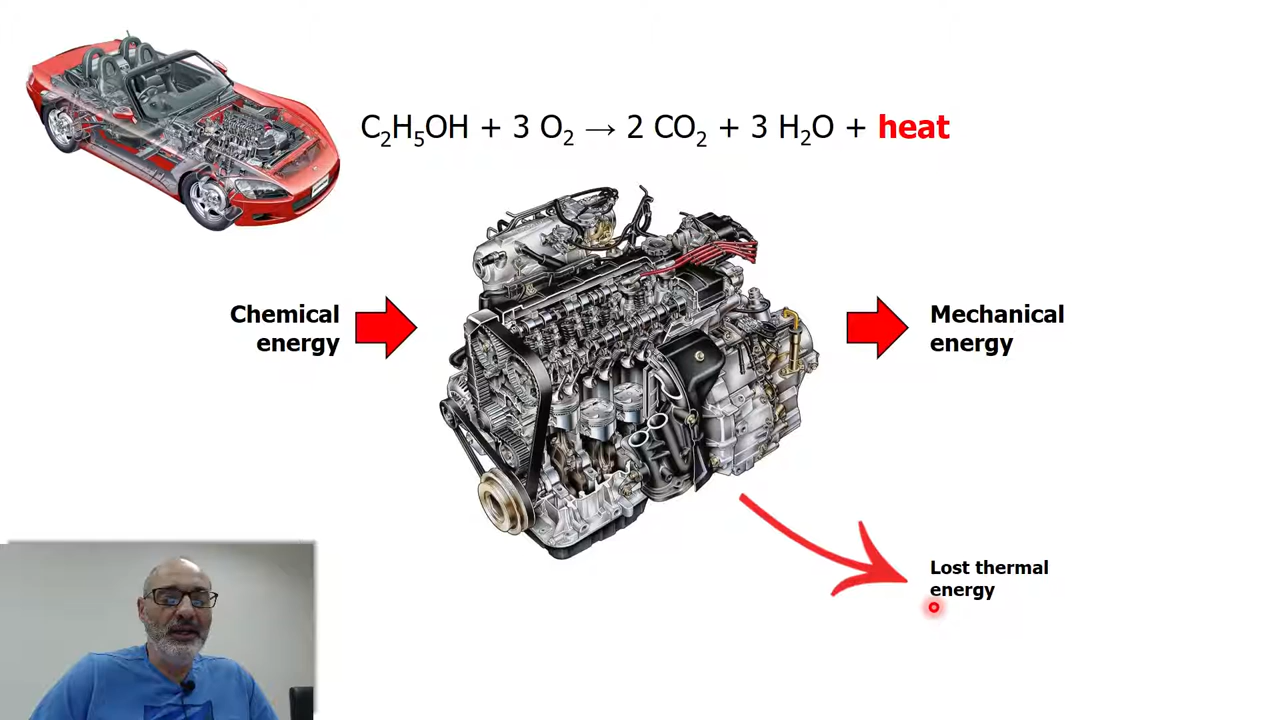 C₂H₅OH + 3 O₂ → 2 CO₂ + 3 H₂O + heat
Chemical
energy
Mechanical
energy
Lost thermal
energy